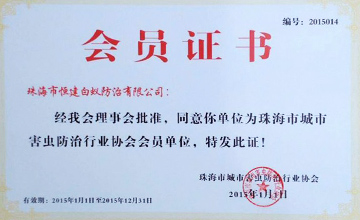 编号：2015014
会员证书
珠海市恒建白蚁防治有限公司：
经我会理事会批准，同意你单位为珠海市城市
害虫防治行业协会会员单位，特发此证！
珠海市城市害虫防治行业协会
2015年1月1日
有效期：2015年1月1日至2015年12月31日